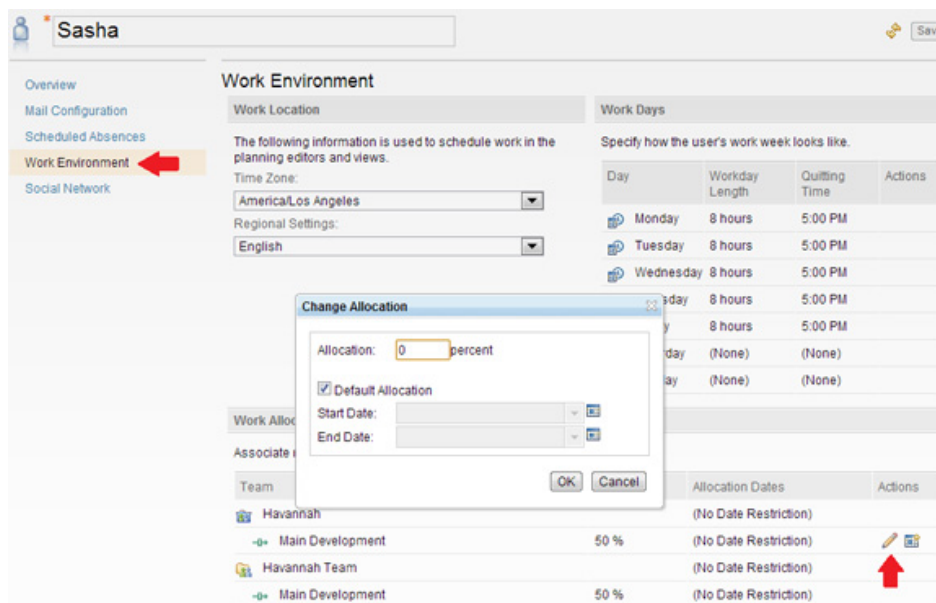 * Sasha
Sav
Overview
Mail Configuration
Scheduled Absences
Work Environment
Social Network
Work Environment
Work Location
The following information is used to schedule work in the
planning editors and views.
Time Zone:
America/Los Angeles
Regional Settings:
English
Work Days
Specify how the user's work week looks like.
Day Workday Length Quitting Time Actions
Monday 8 hours 5:00 PM
Tuesday 8 hours 5:00 PM
Wednesday 8 hours 5:00 PM
sday 8 hours 5:00 PM
y 8 hours 5:00 PM
rday (None) (None)
ay (None) (None)
Change Allocation
Allocation: 0 percent
Default Allocation
Start Date:
End Date:
OK Cancel
Work Alloc
Associate
Team Allocation Dates Actions
Havannah (No Date Restriction)
Main Development 50 % (No Date Restriction)
Havannah Team (No Date Restriction)
Main Development 50 % (No Date Restriction)